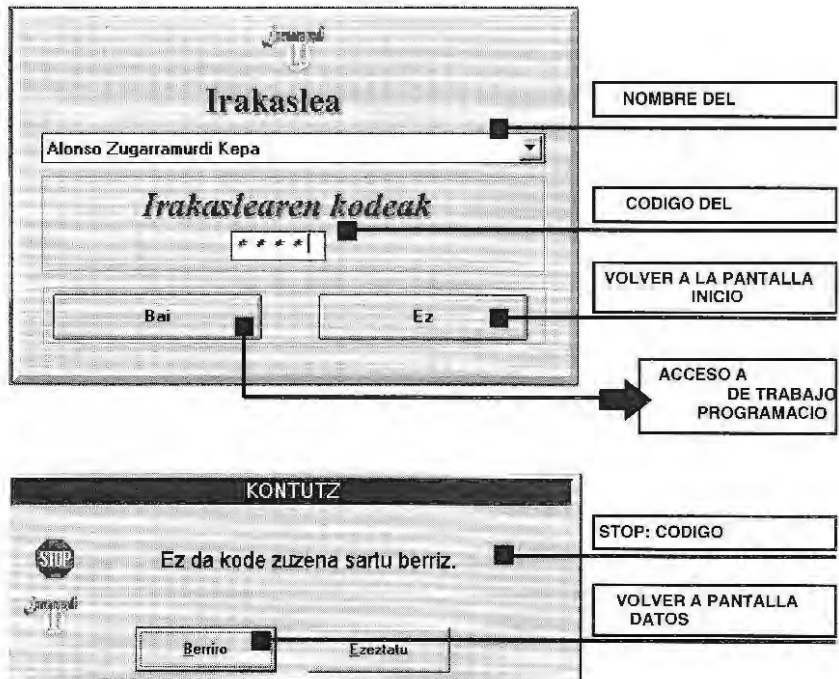 Irakaslea
NOMBRE DEL
Alonso Zugarramurdi Kepa
Irakaslearen kodeak
CODIGO DEL
* * * *
VOLVER A LA PANTALLA
INICIO
Bai
Ez
ACCESO A
DE TRABAJO
PROGRAMACIO
KONTUTZ
STOP: CODIGO
STOP
Ez da kode zuzena sartu berriz.
VOLVER A PANTALLA
DATOS
Berriro
Ezeztatu